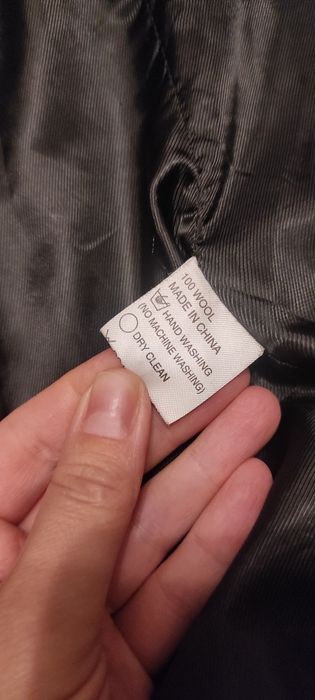 100 WOOL
MADE IN CHINA
HAND WASHING
(NO MACHINE WASHING)
DRY CLEAN